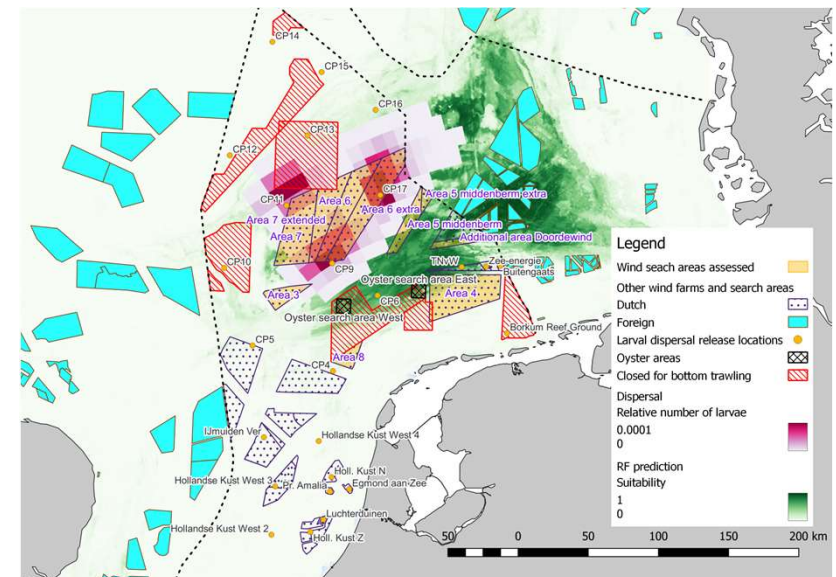 CP14
CP15
CP16
CP13
CP12
CP17
CP11
Area 6
Area 5 middenberm extra
Area 6 extra
Area 7 extended
Area 5 middenberm
Area 7
Additional area Doordewind
CP10
CP9
TNvW
Zee-energie
Buitengaats
Oyster search area East
Area 3
CP6
Area 4
Oyster search area West
Borkum Reef Ground
CP5
Area 8
CP4
IJmuiden Ver
Hollandse Kust West 4
Holl. Kust N
Hollandse Kust West 3
Pr. Amalia
Egmond aan Zee
Luchterduinen
Hollandse Kust West 2
Holl. Kust Z
Legend
Wind seach areas assessed
Other wind farms and search areas
Dutch
Foreign
Larval dispersal release locations
Oyster areas
Closed for bottom trawling
Dispersal
Relative number of larvae
0.0001
0
RF prediction
Suitability
1
0
50 0 50 100 150 200 km